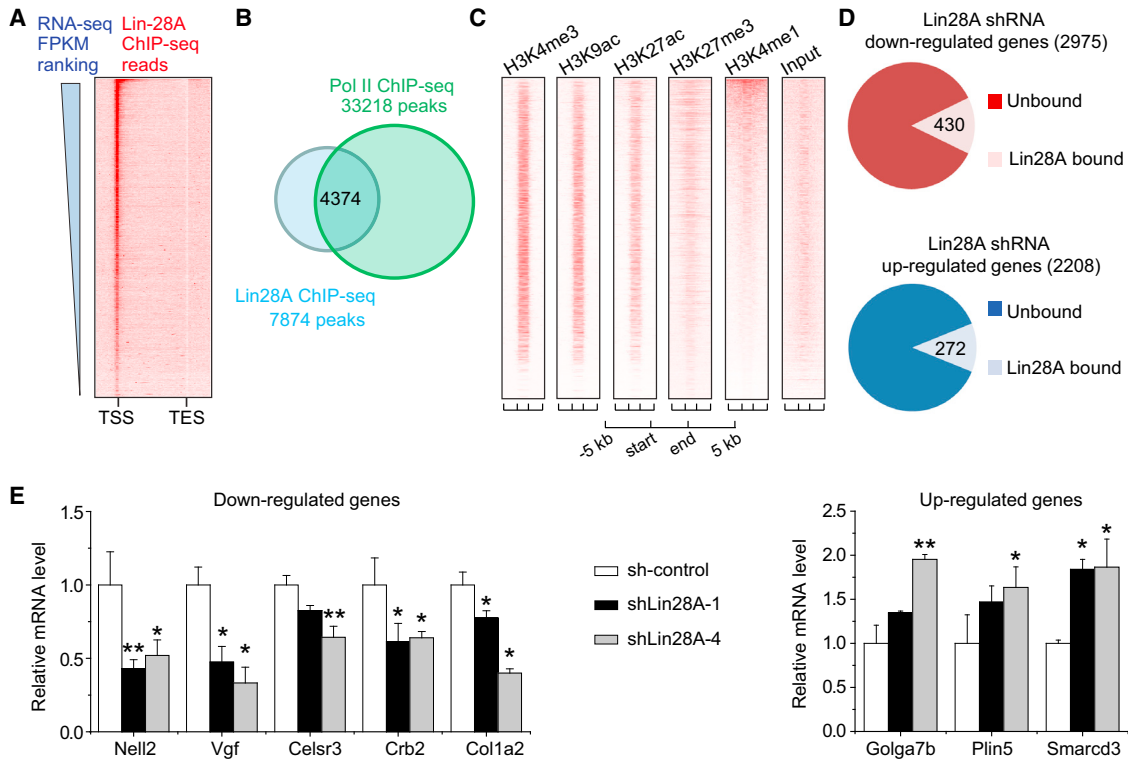 A
RNA-seq
FPKM
ranking
Lin-28A
ChIP-seq
reads
TSS
TES
B
Pol II ChIP-seq
33218 peaks
4374
Lin28A ChIP-seq
7874 peaks
C
H3K4me3
H3K9ac
H3K27ac
H3K27me3
H3K4me1
Input
-5 kb
start
end
5 kb
D
Lin28A shRNA
down-regulated genes (2975)
430
Unbound
Lin28A bound
Lin28A shRNA
up-regulated genes (2208)
272
Unbound
Lin28A bound
E
Down-regulated genes
Relative mRNA level
1.5
1.0
0.5
0.0
** * * * ** * * * *
Nell2 Vgf Celsr3 Crb2 Col1a2
sh-control
shLin28A-1
shLin28A-4
Up-regulated genes
Relative mRNA level
2.5
2.0
1.5
1.0
0.5
0.0
** * * *
Golga7b Plin5 Smarcd3